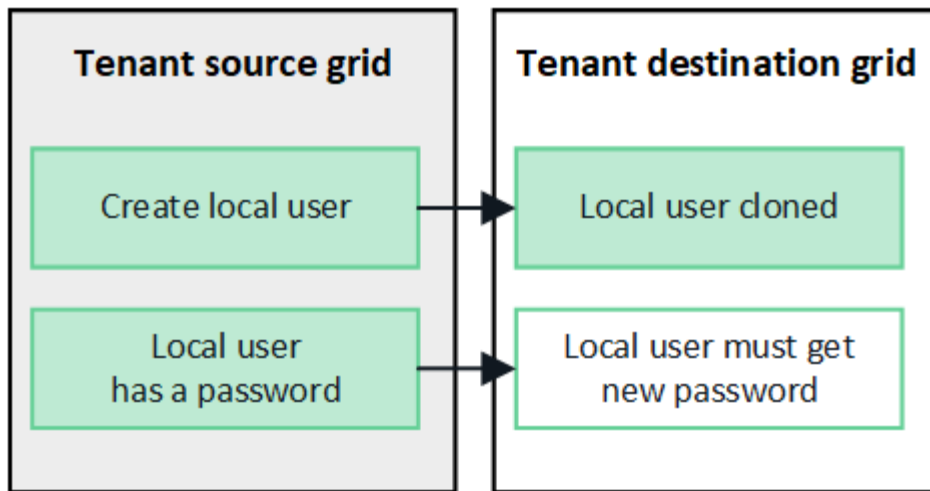 Tenant source grid
Tenant destination grid
Create local user
Local user cloned
Local user
has a password
Local user must get
new password